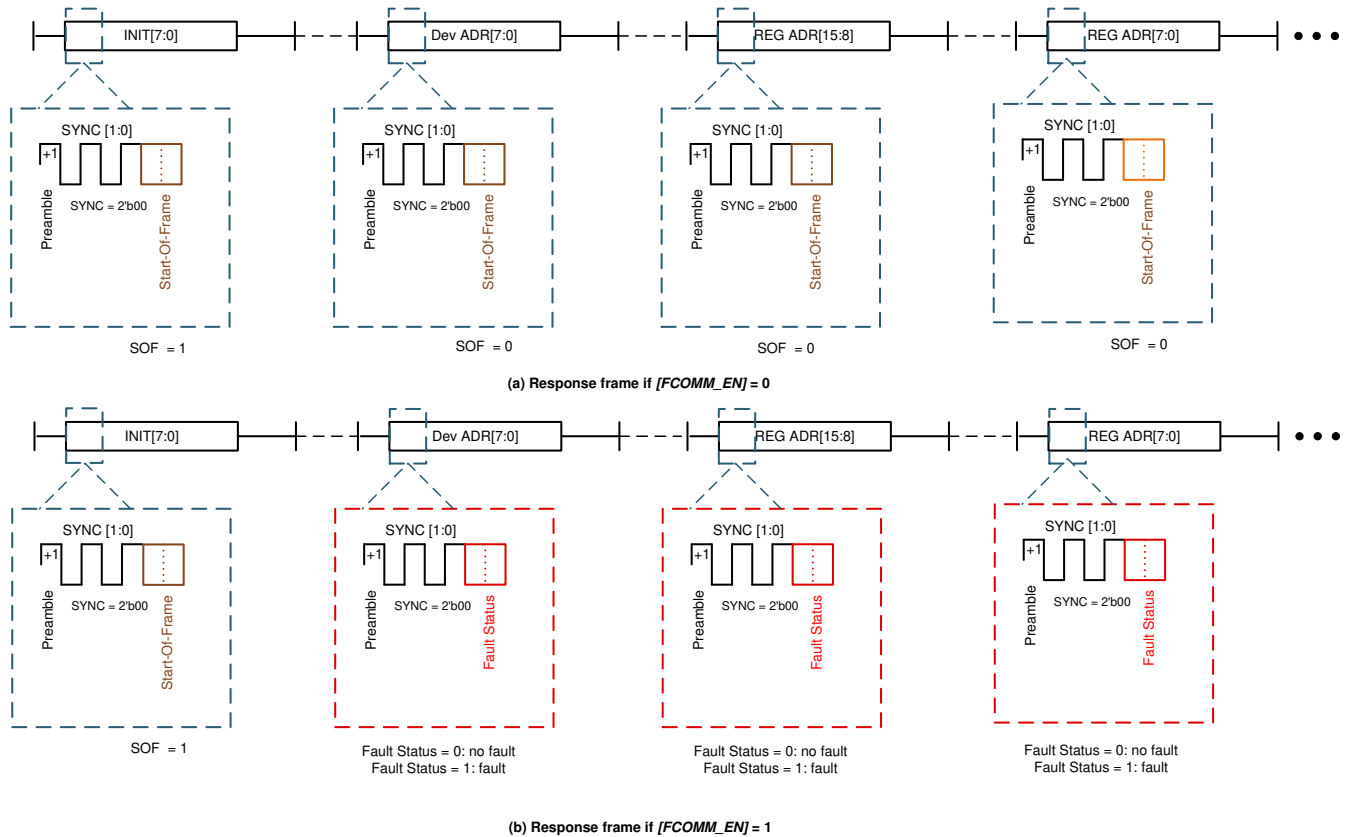 INIT[7:0]
Dev ADR[7:0]
REG ADR[15:8]
REG ADR[7:0]
SYNC [1:0]
+1
SYNC = 2'b00
Preamble
Start-Of-Frame
SOF = 1
SYNC [1:0]
+1
SYNC = 2'b00
Preamble
Start-Of-Frame
SOF = 0
SYNC [1:0]
+1
SYNC = 2'b00
Preamble
Start-Of-Frame
SOF = 0
SYNC [1:0]
+1
SYNC = 2'b00
Preamble
Start-Of-Frame
SOF = 0
(a) Response frame if [FCOMM_EN] = 0
INIT[7:0]
Dev ADR[7:0]
REG ADR[15:8]
REG ADR[7:0]
SYNC [1:0]
+1
SYNC = 2'b00
Preamble
Start-Of-Frame
SOF = 1
SYNC [1:0]
+1
SYNC = 2'b00
Preamble
Fault Status
Fault Status = 0: no fault
Fault Status = 1: fault
SYNC [1:0]
+1
SYNC = 2'b00
Preamble
Fault Status
Fault Status = 0: no fault
Fault Status = 1: fault
SYNC [1:0]
+1
SYNC = 2'b00
Preamble
Fault Status
Fault Status = 0: no fault
Fault Status = 1: fault
(b) Response frame if [FCOMM_EN] = 1